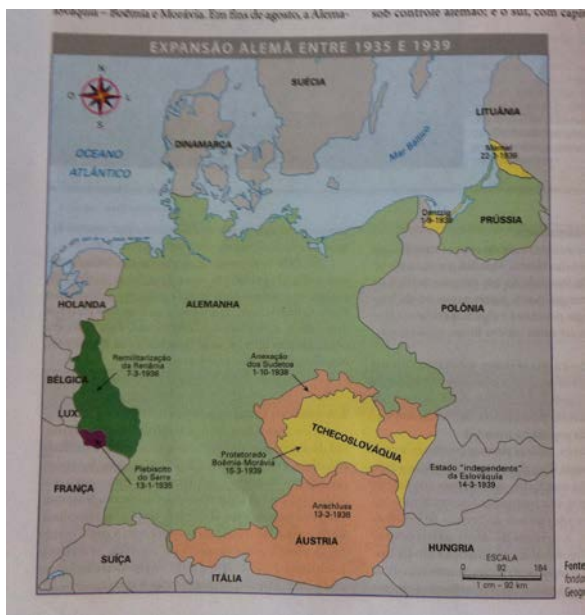 Boêmia e Morávia. Em fins de agosto, a Alema-
sob controle alemão; e o sul, com capi
EXPANSÃO ALEMÃ ENTRE 1935 E 1939
N
O
L
S
SUÉCIA
LITUÂNIA
DINAMARCA
Mar Báltico
Memel
22-3-1939
OCEANO
ATLÂNTICO
Danzig
1-9-1939
PRÚSSIA
HOLANDA
ALEMANHA
POLÔNIA
Remilitarização
da Renânia
7-3-1936
Anexação
dos Sudetos
1-10-1938
BÉLGICA
LUX.
TCHECOSLOVÁQUIA
Protetorado
Boêmia-Morávia
15-3-1939
Plebiscito
do Sarre
13-1-1935
Estado "independente"
da Eslováquia
14-3-1939
FRANÇA
Anschluss
13-3-1938
ÁUSTRIA
SUÍÇA
HUNGRIA
ITÁLIA
ESCALA
0 92 184
1 cm – 92 km
Fonte
Geogr